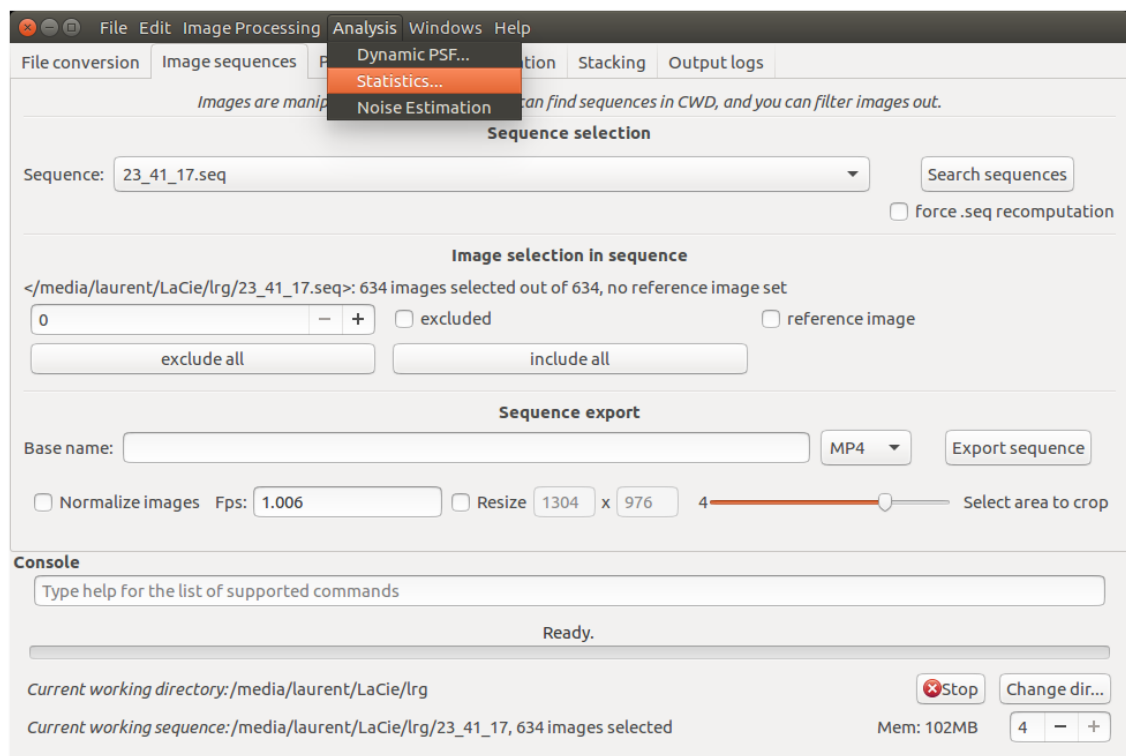 File Edit Image Processing Analysis Windows Help
Dynamic PSF...
Statistics...
Noise Estimation
File conversion Image sequences P tion Stacking Output logs
Images are manip can find sequences in CWD, and you can filter images out.
Sequence selection
Sequence: 23_41_17.seq Search sequences
force .seq recomputation
Image selection in sequence
</media/laurent/LaCie/lrg/23_41_17.seq>: 634 images selected out of 634, no reference image set
0 − + excluded reference image
exclude all include all
Sequence export
Base name: MP4 Export sequence
Normalize images Fps: 1.006 Resize 1304 x 976 4 Select area to crop
Console
Type help for the list of supported commands
Ready.
Current working directory:/media/laurent/LaCie/lrg Stop Change dir...
Current working sequence:/media/laurent/LaCie/lrg/23_41_17, 634 images selected Mem: 102MB 4 − +